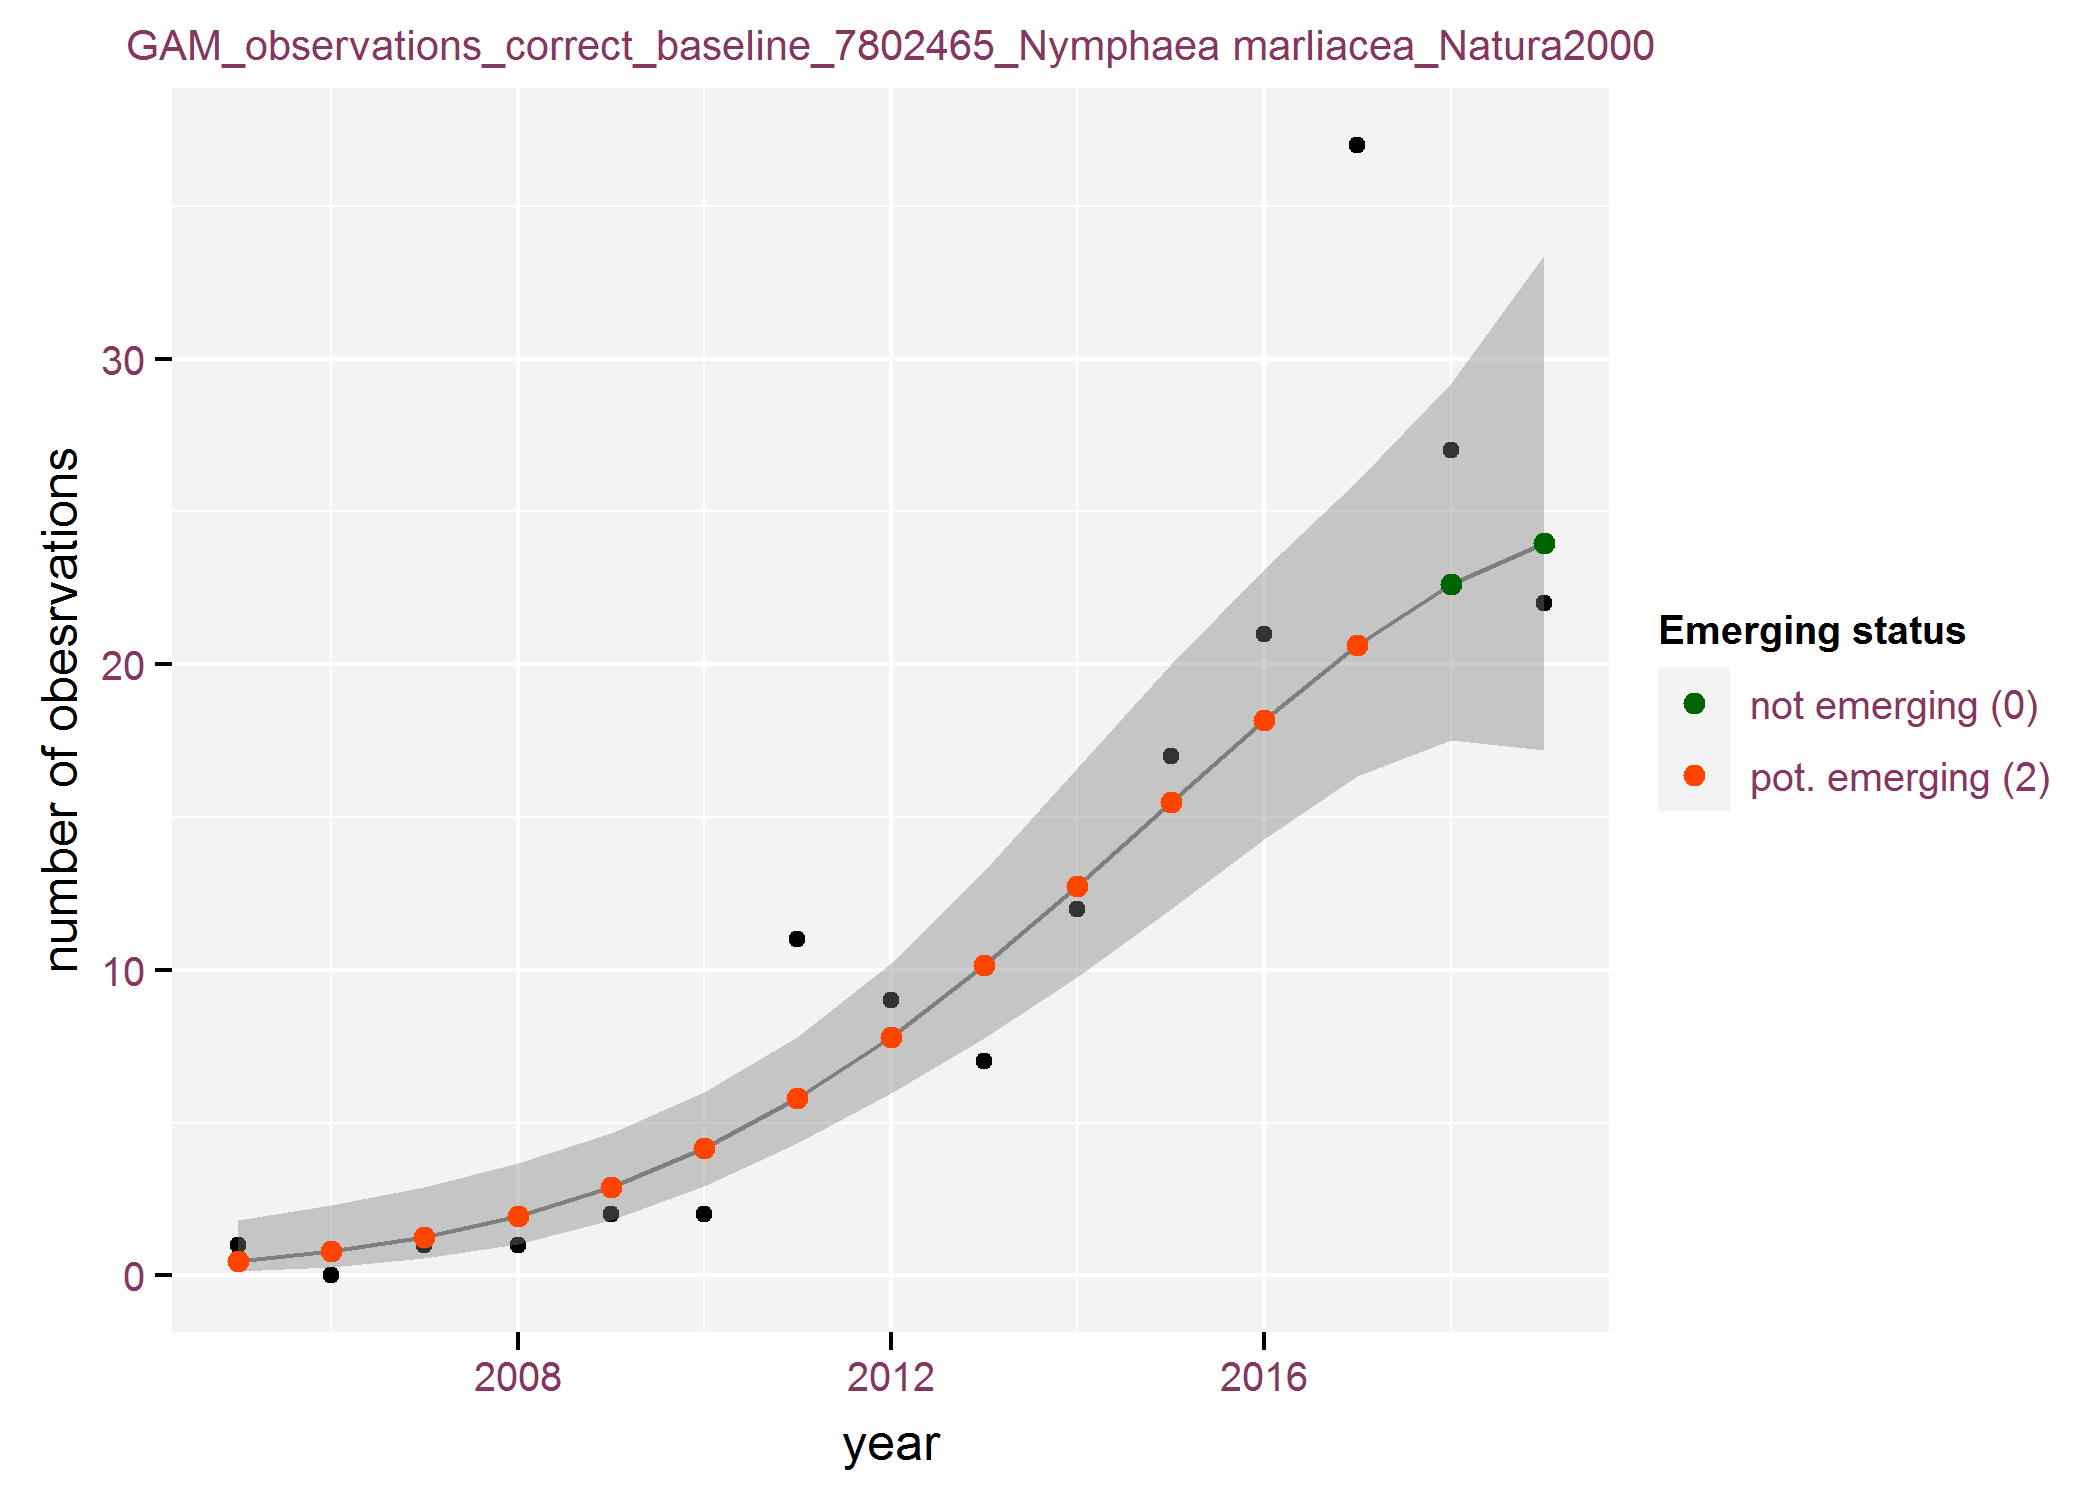 GAM_observations_correct_baseline_7802465_Nymphaea marliacea_Natura2000
number of obesrvations
30
20
10
0
2008
2012
2016
year
Emerging status
not emerging (0)
pot. emerging (2)